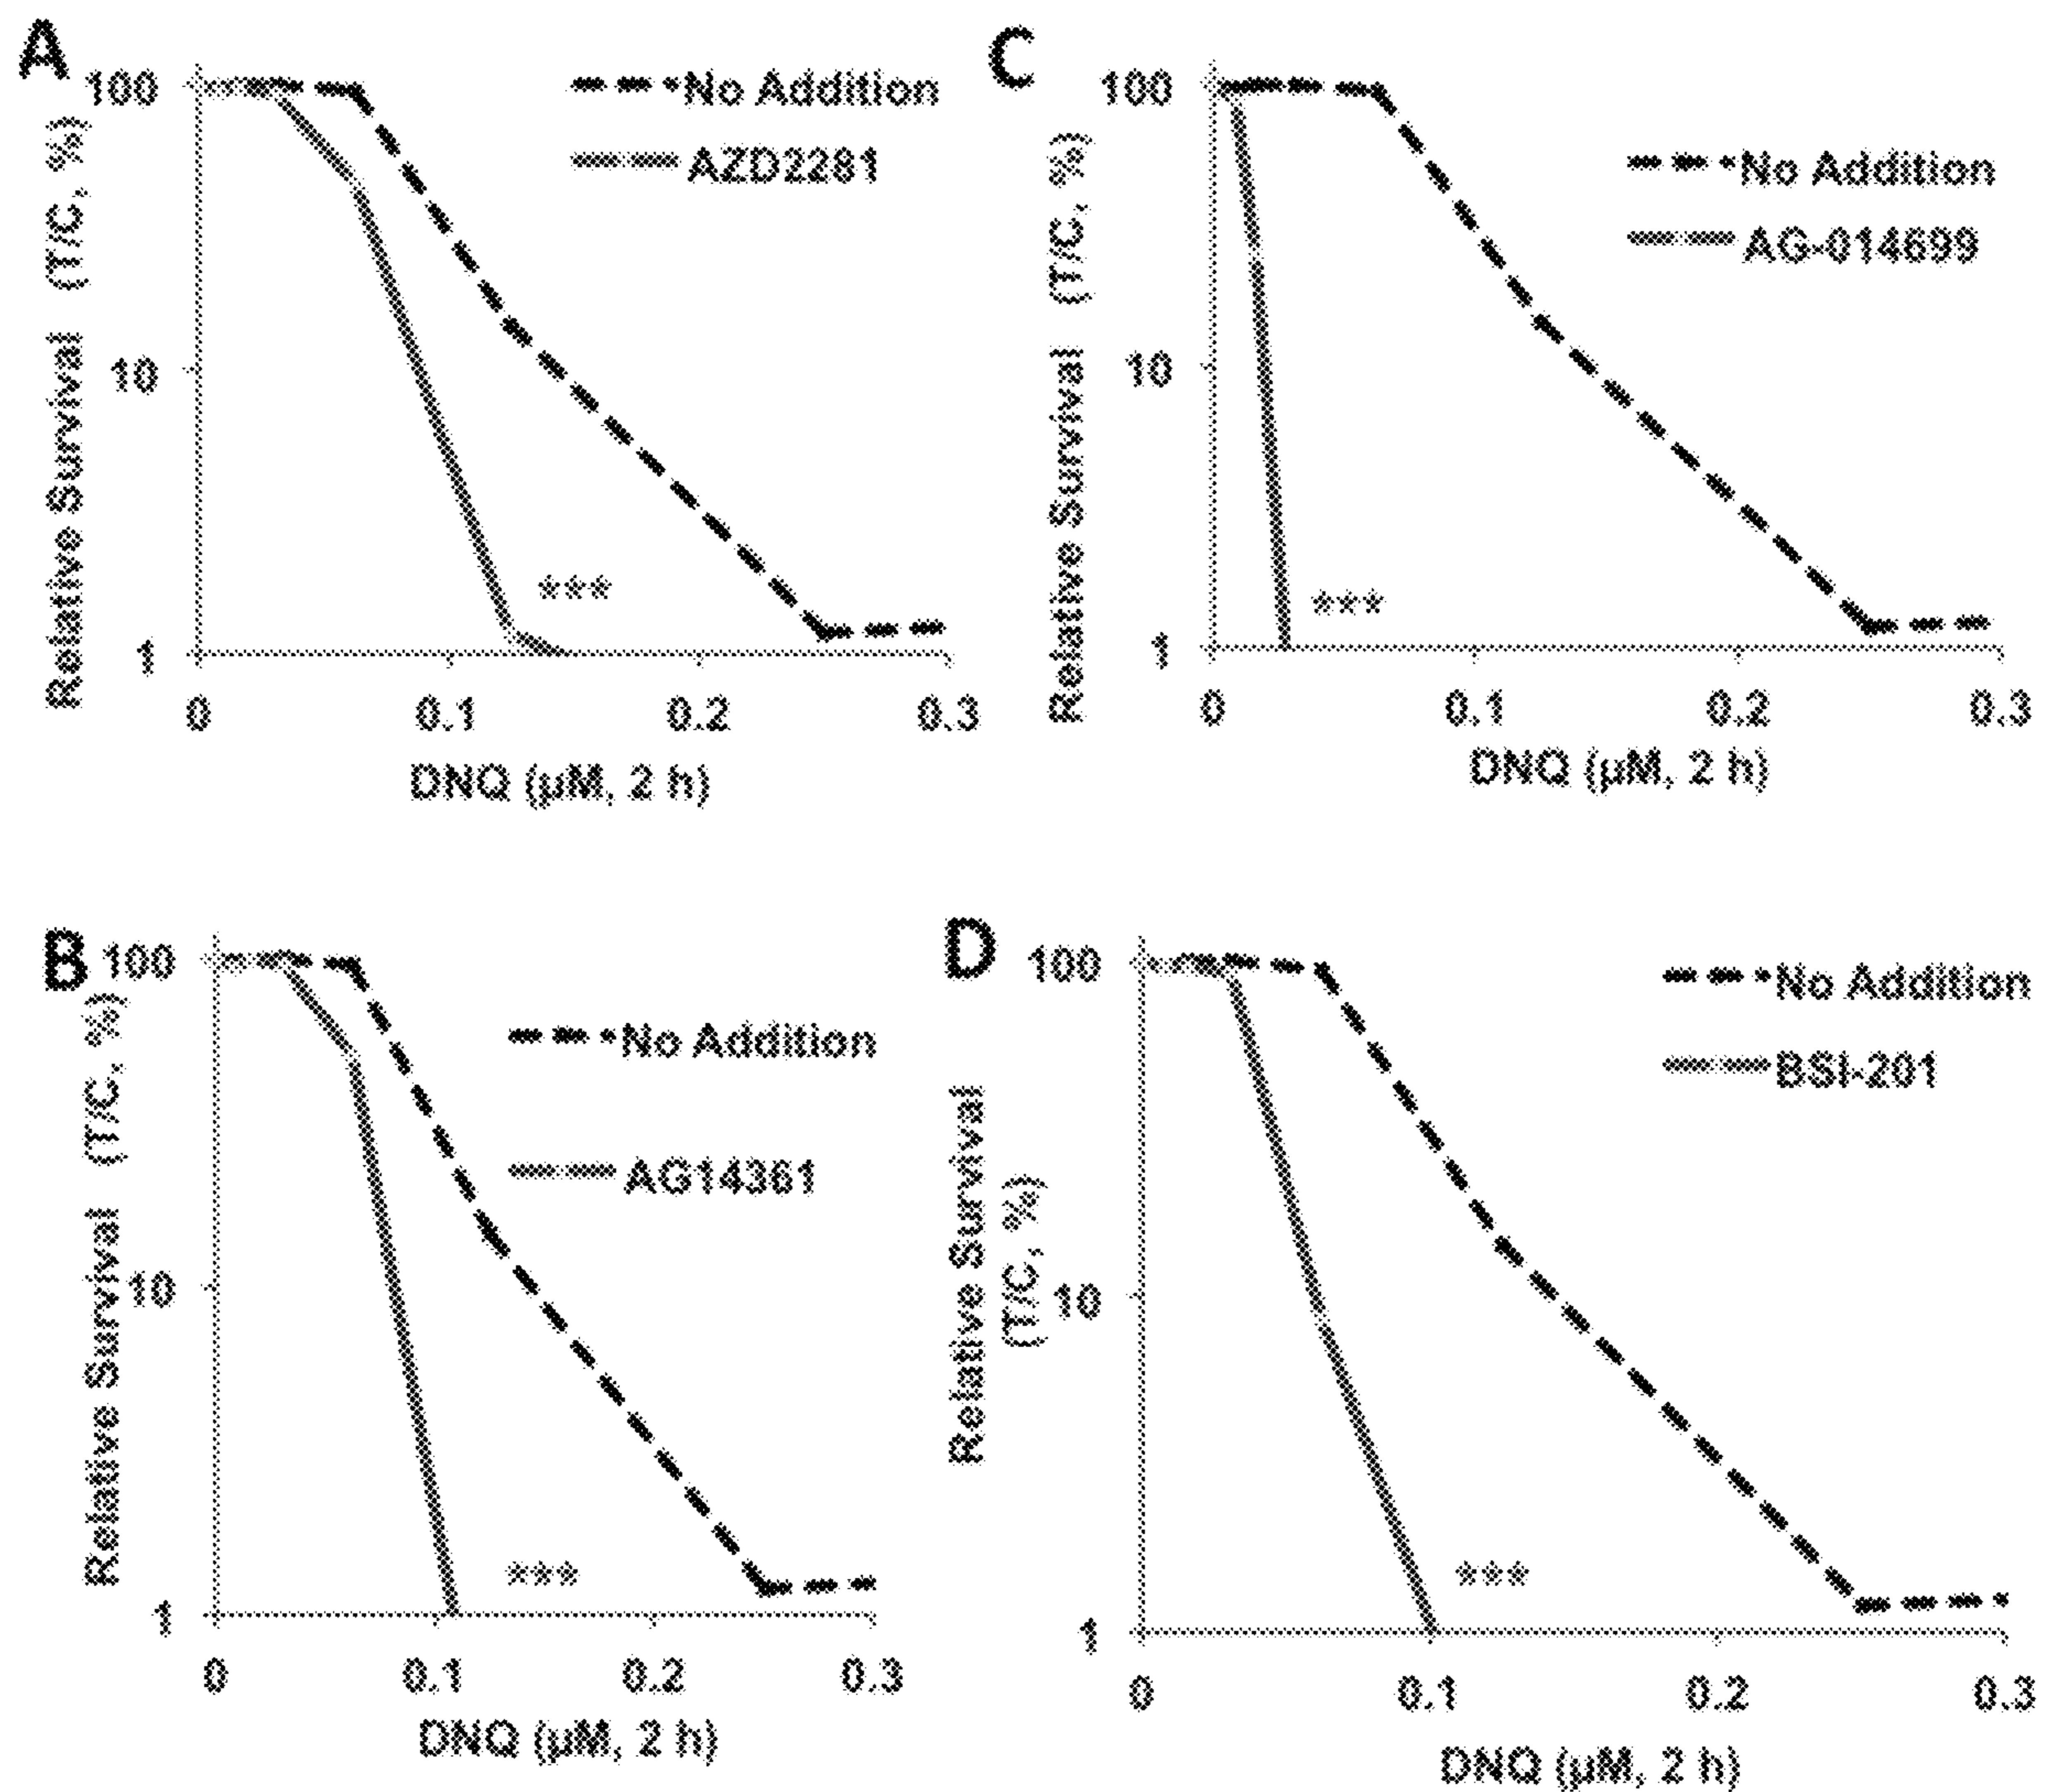 A
Relative Survival (T/C, %)
100
10
1
No Addition
AZD2281
***
0 0.1 0.2 0.3
DNQ (µM, 2 h)
C
Relative Survival (T/C, %)
100
10
1
No Addition
AG-014699
***
0 0.1 0.2 0.3
DNQ (µM, 2 h)
B
Relative Survival (T/C, %)
100
10
1
No Addition
AG14361
***
0 0.1 0.2 0.3
DNQ (µM, 2 h)
D
Relative Survival
(T/C, %)
100
10
1
No Addition
BSI-201
***
0 0.1 0.2 0.3
DNQ (µM, 2 h)